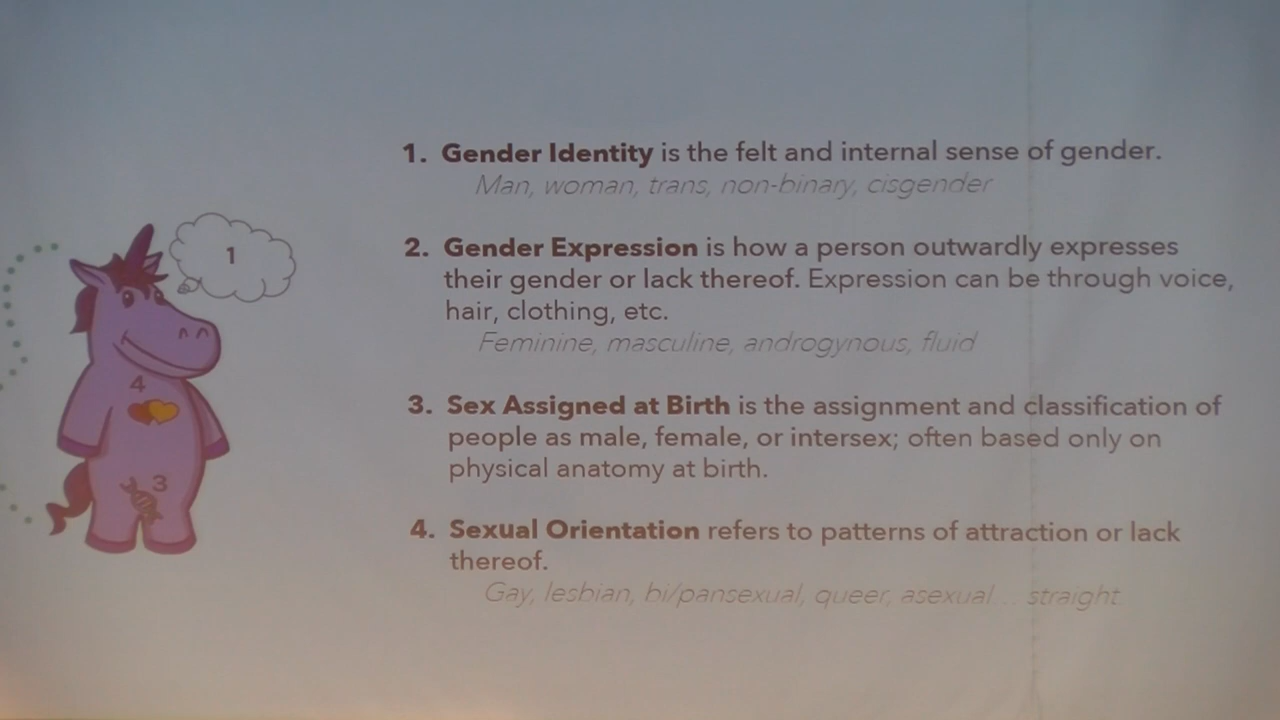 1. Gender Identity is the felt and internal sense of gender.
Man, woman, trans, non-binary, cisgender
2. Gender Expression is how a person outwardly expresses
their gender or lack thereof. Expression can be through voice,
hair, clothing, etc.
Feminine, masculine, androgynous, fluid
3. Sex Assigned at Birth is the assignment and classification of
people as male, female, or intersex; often based only on
physical anatomy at birth.
4. Sexual Orientation refers to patterns of attraction or lack
thereof.
Gay, lesbian, bi/pansexual, queer, asexual... straight
1
4
3